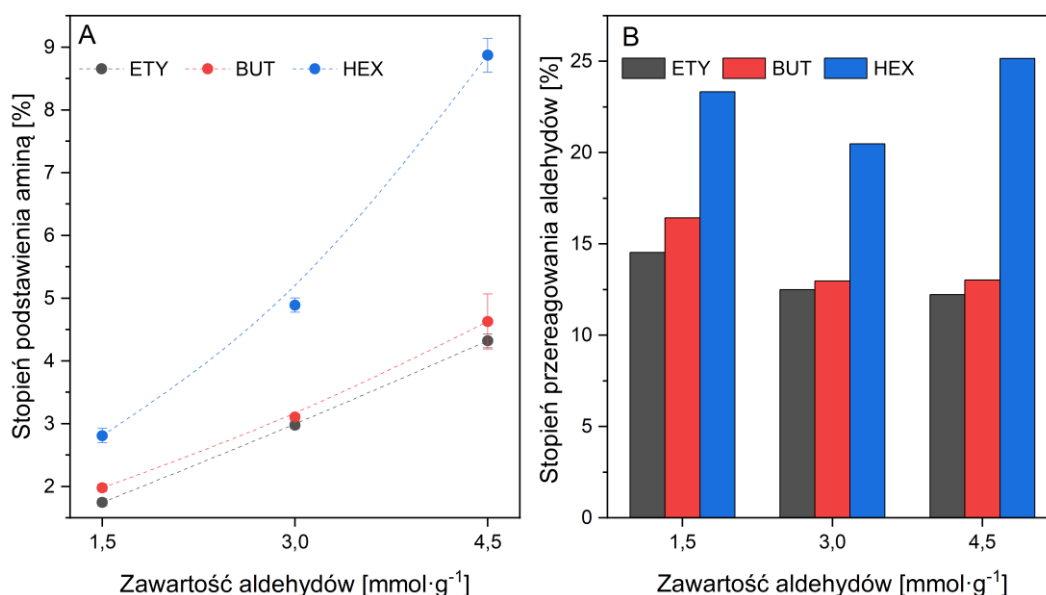 A
ETY BUT HEX
Stopień podstawienia aminą [%]
9
8
7
6
5
4
3
2
1,5 3,0 4,5
Zawartość aldehydów [mmol·g⁻¹]
B
ETY BUT HEX
Stopień przereagowania aldehydów [%]
25
20
15
10
5
0
1,5 3,0 4,5
Zawartość aldehydów [mmol·g⁻¹]